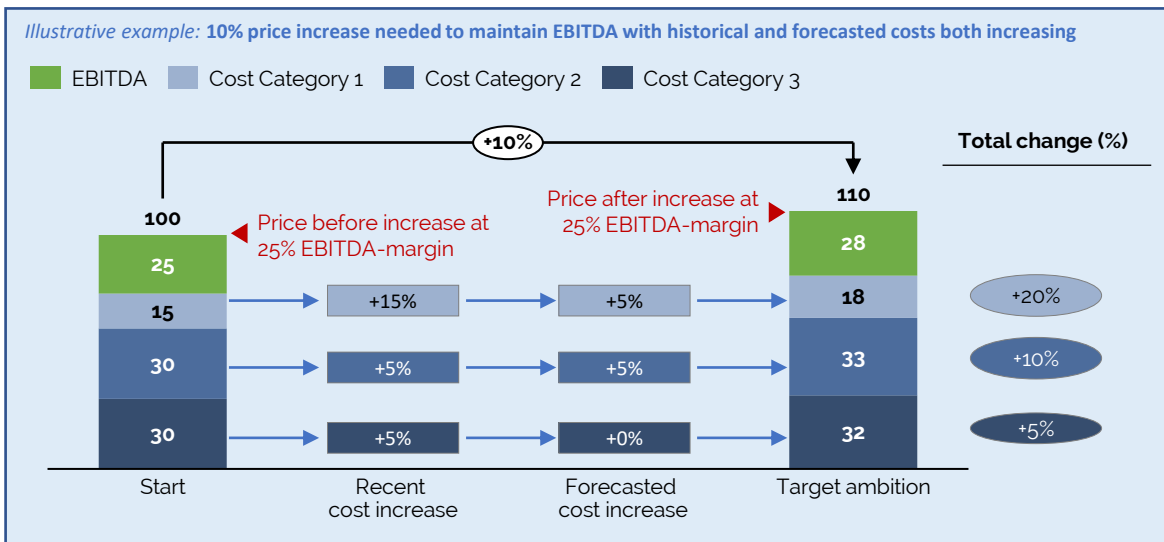 Illustrative example: 10% price increase needed to maintain EBITDA with historical and forecasted costs both increasing
EBITDA
Cost Category 1
Cost Category 2
Cost Category 3
+10%
Total change (%)
100
Price before increase at
25% EBITDA-margin
Price after increase at
25% EBITDA-margin
110
25
28
15
+15%
+5%
18
+20%
30
+5%
+5%
33
+10%
30
+5%
+0%
32
+5%
Start
Recent
cost increase
Forecasted
cost increase
Target ambition